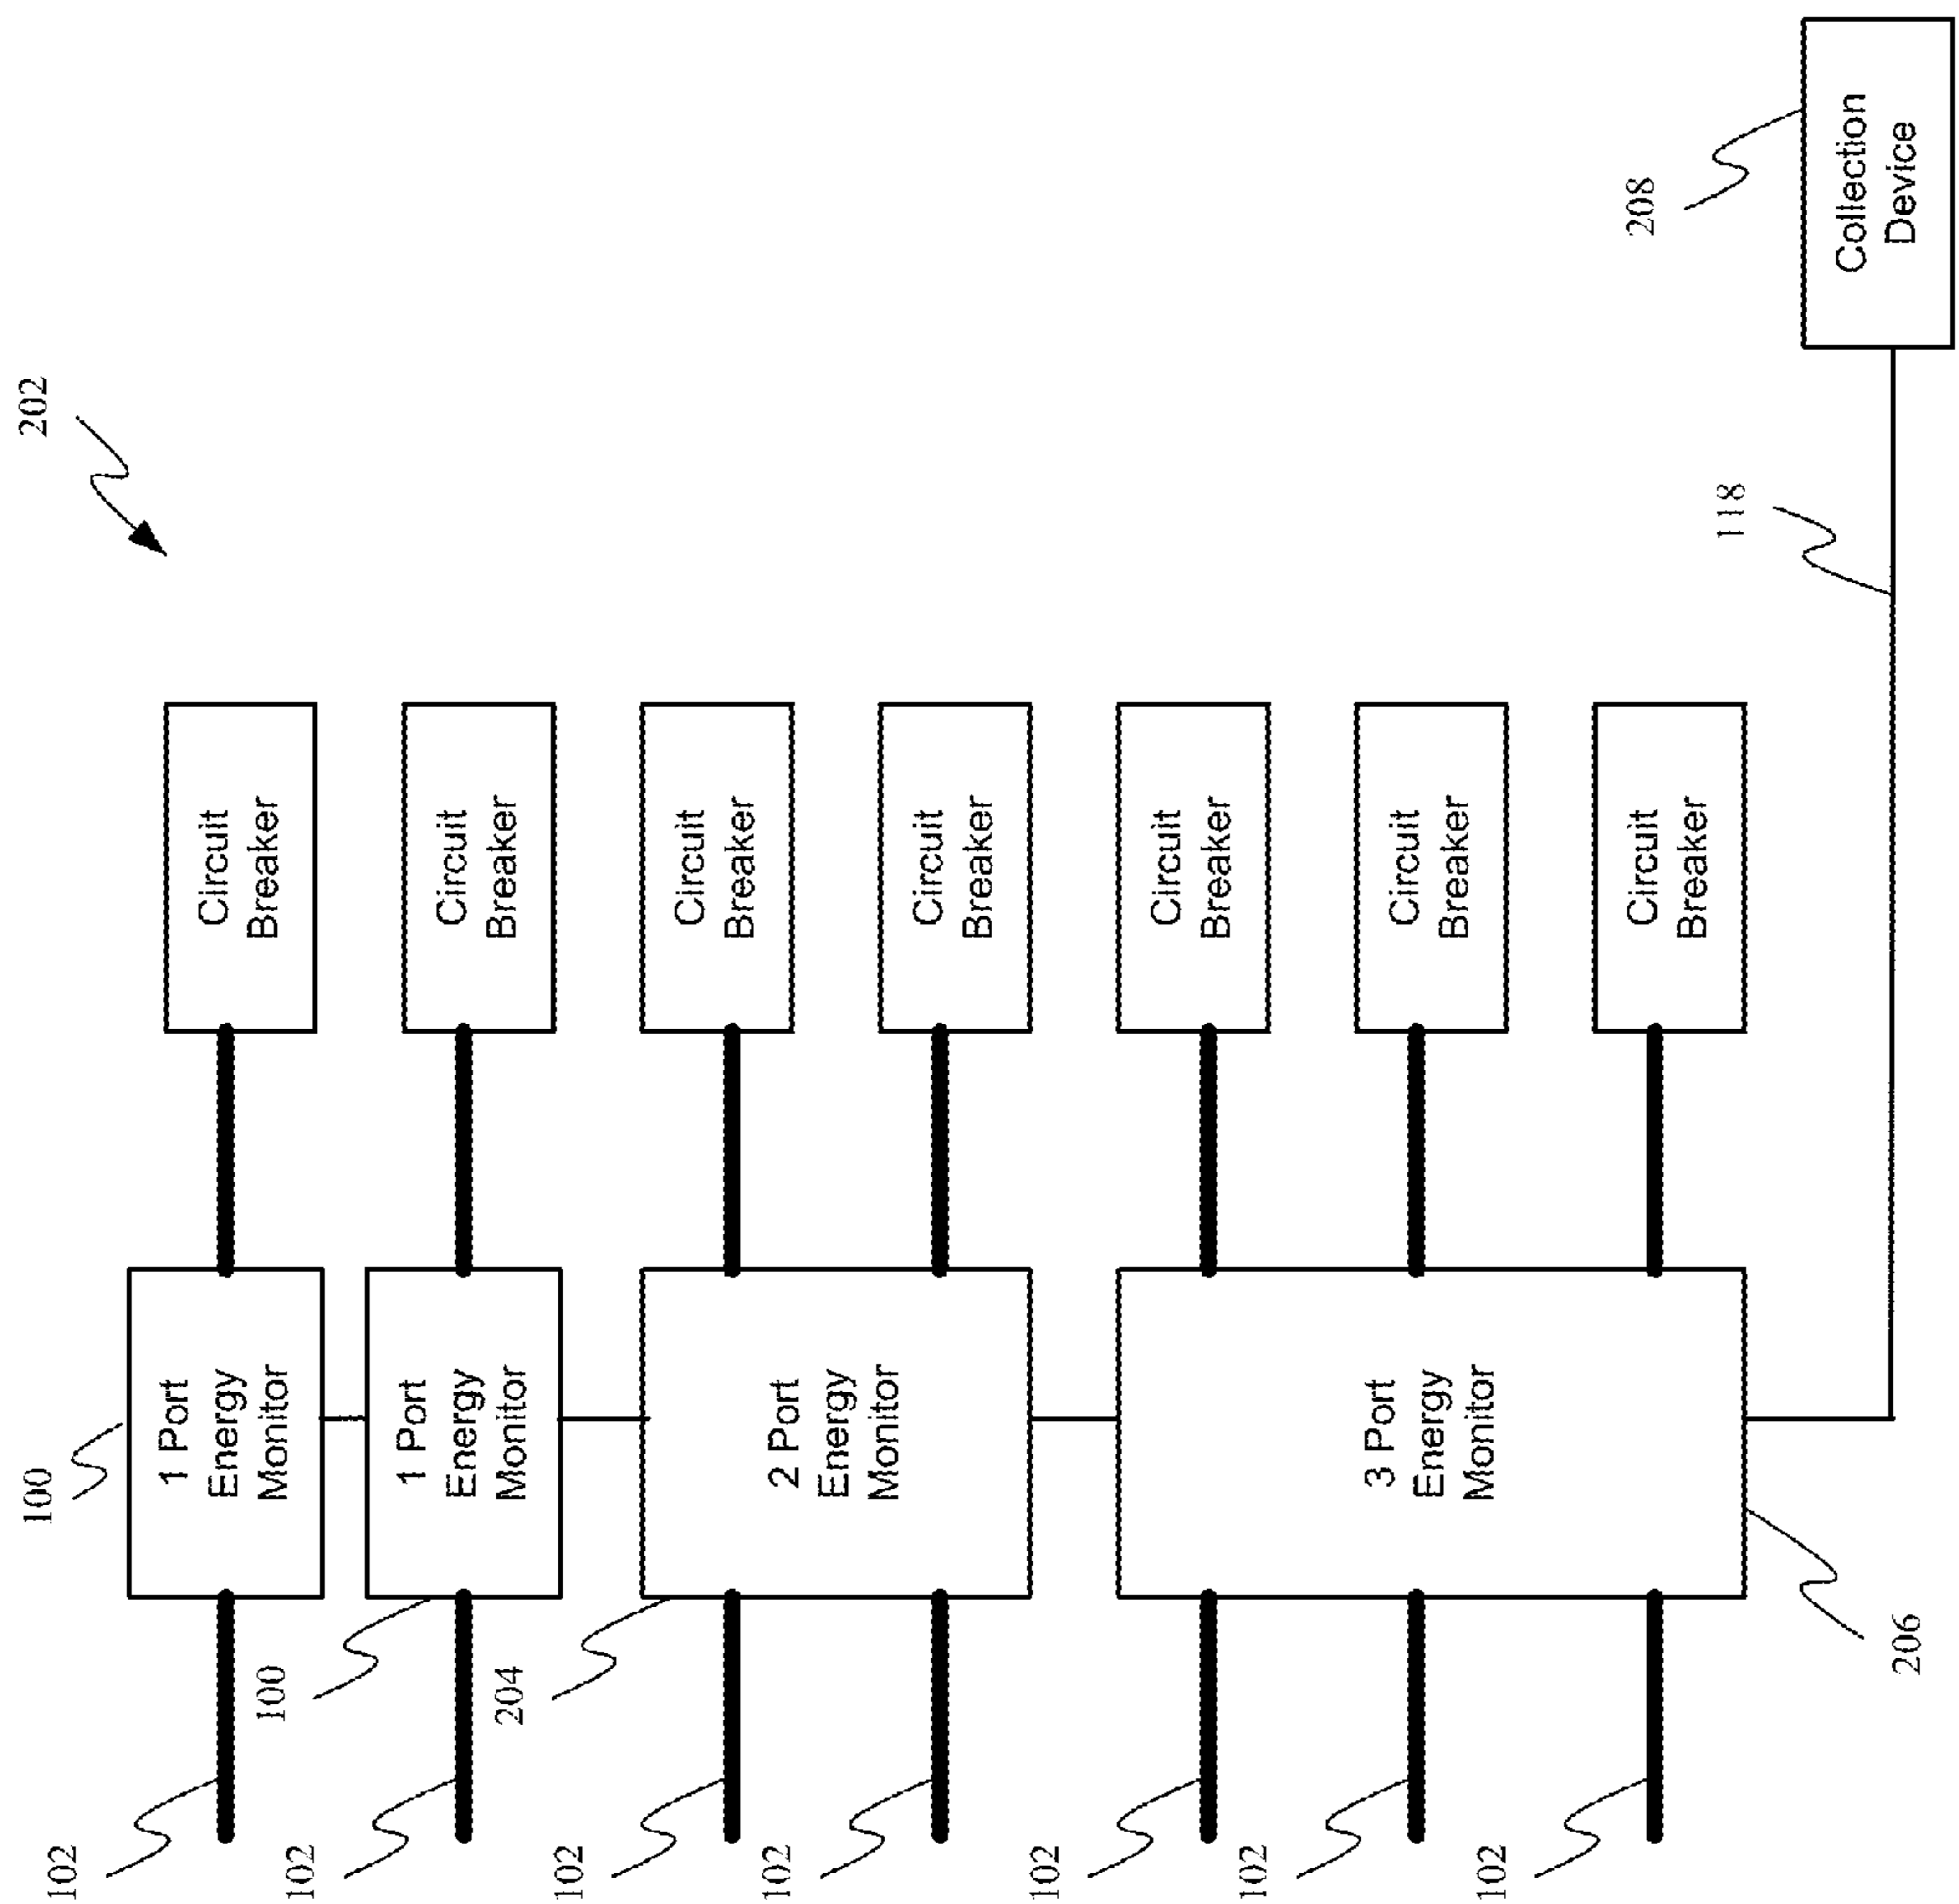 102
100
202
1 Port
Energy
Monitor
Circuit
Breaker
102
100
1 Port
Energy
Monitor
Circuit
Breaker
102
204
2 Port
Energy
Monitor
Circuit
Breaker
102
Circuit
Breaker
102
Circuit
Breaker
102
3 Port
Energy
Monitor
Circuit
Breaker
102
Circuit
Breaker
208
118
206
Collection
Device